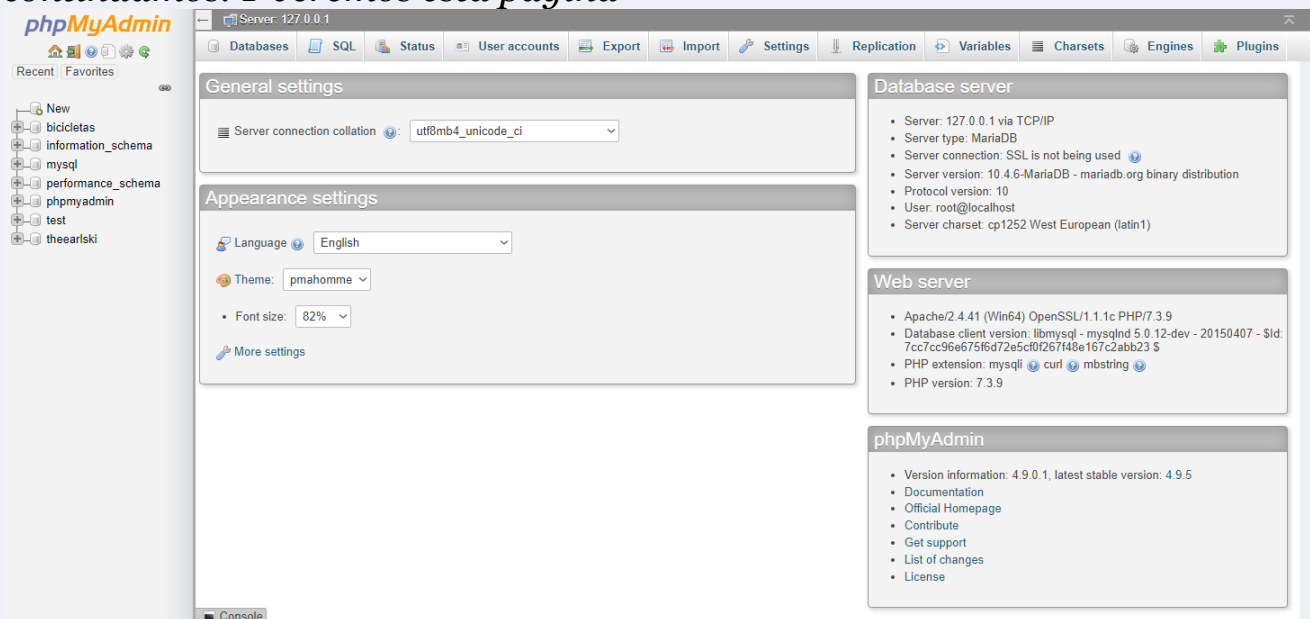 phpMyAdmin
Recent Favorites
New
bicicletas
information_schema
mysql
performance_schema
phpmyadmin
test
theearlski
Server: 127.0.0.1
Databases SQL Status User accounts Export Import Settings Replication Variables Charsets Engines Plugins
General settings
Server connection collation : utf8mb4_unicode_ci
Appearance settings
Language English
Theme: pmahomme
Font size: 82%
More settings
Database server
Server: 127.0.0.1 via TCP/IP
Server type: MariaDB
Server connection: SSL is not being used
Server version: 10.4.6-MariaDB - mariadb.org binary distribution
Protocol version: 10
User: root@localhost
Server charset: cp1252 West European (latin1)
Web server
Apache/2.4.41 (Win64) OpenSSL/1.1.1c PHP/7.3.9
Database client version: libmysql - mysqlnd 5.0.12-dev - 20150407 - $Id:
7cc7cc96e675f6d72e5cf0f267f48e167c2abb23 $
PHP extension: mysqli curl mbstring
PHP version: 7.3.9
phpMyAdmin
Version information: 4.9.0.1, latest stable version: 4.9.5
Documentation
Official Homepage
Contribute
Get support
List of changes
License
Console